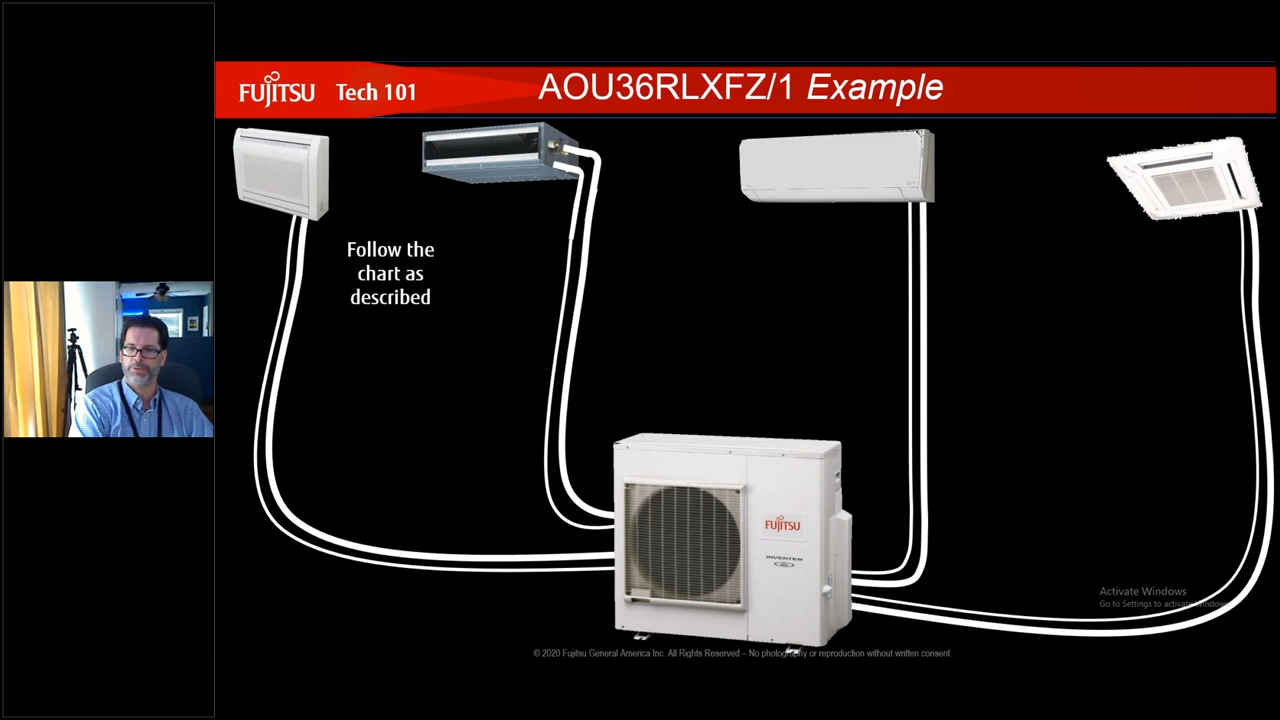 FUJITSU Tech 101 AOU36RLXFZ/1 Example
Follow the
chart as
described
FUJITSU
INVERTER
Activate Windows
Go to Settings to activate Windows.
© 2020 Fujitsu General America Inc. All Rights Reserved – No photography or reproduction without written consent